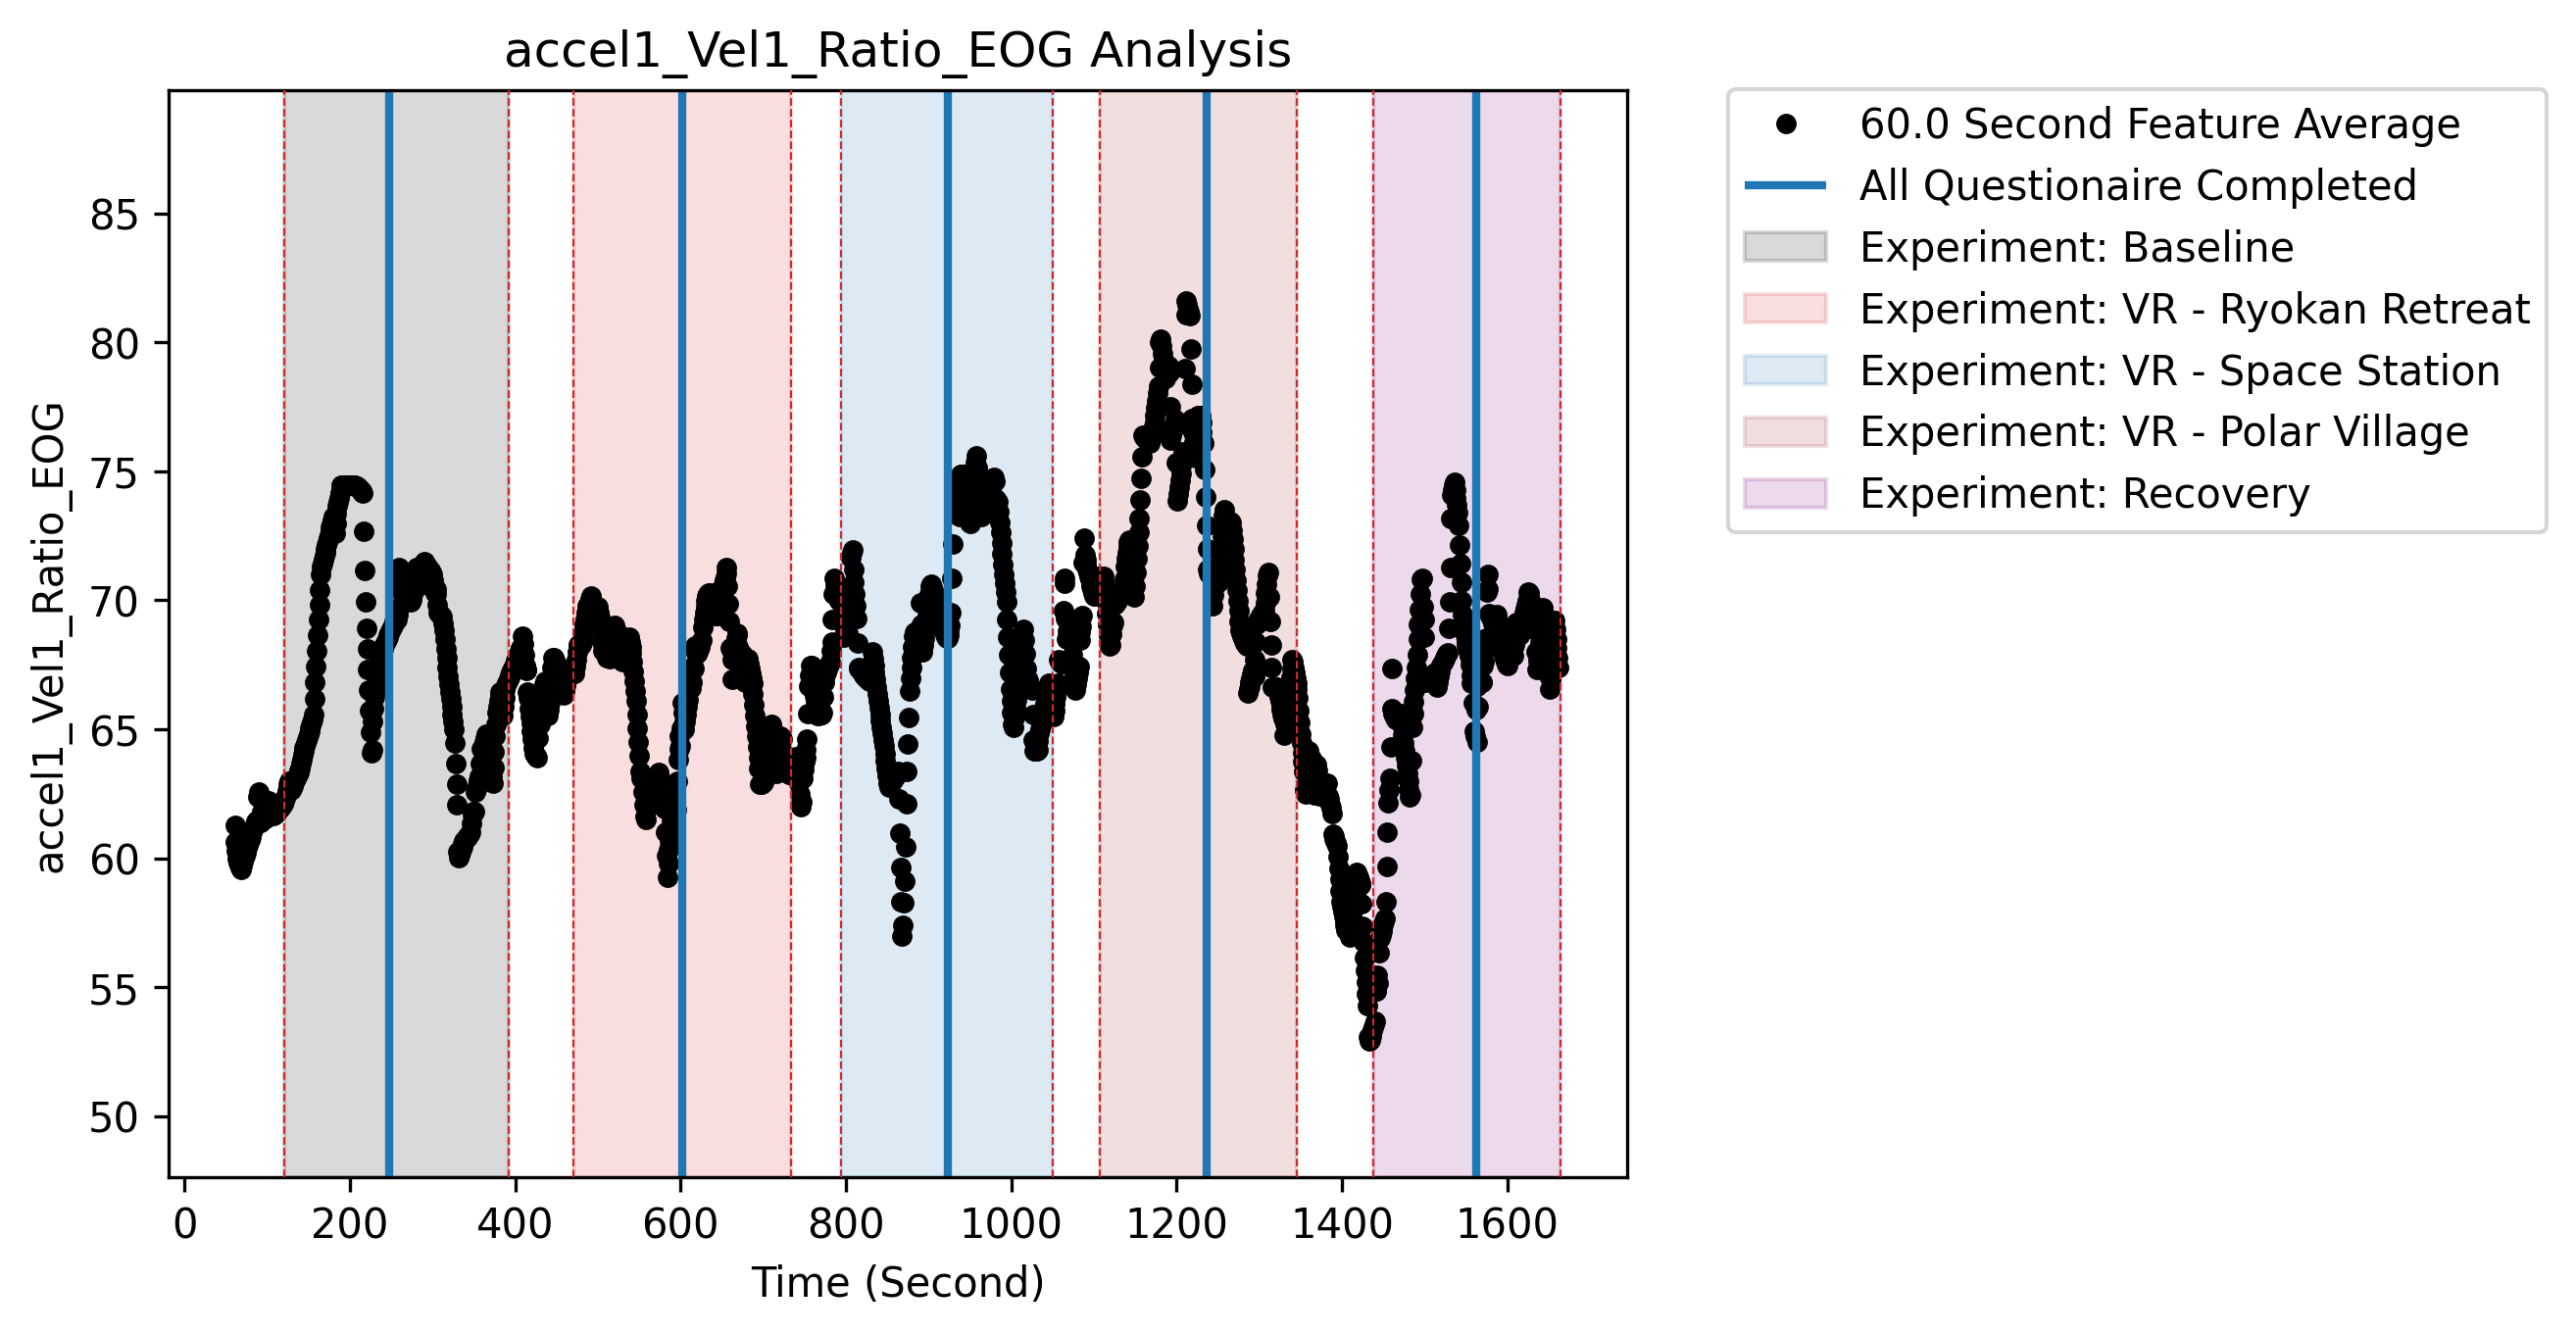 accel1_Vel1_Ratio_EOG Analysis
accel1_Vel1_Ratio_EOG
85
80
75
70
65
60
55
50
0 200 400 600 800 1000 1200 1400 1600
Time (Second)
60.0 Second Feature Average
All Questionaire Completed
Experiment: Baseline
Experiment: VR - Ryokan Retreat
Experiment: VR - Space Station
Experiment: VR - Polar Village
Experiment: Recovery